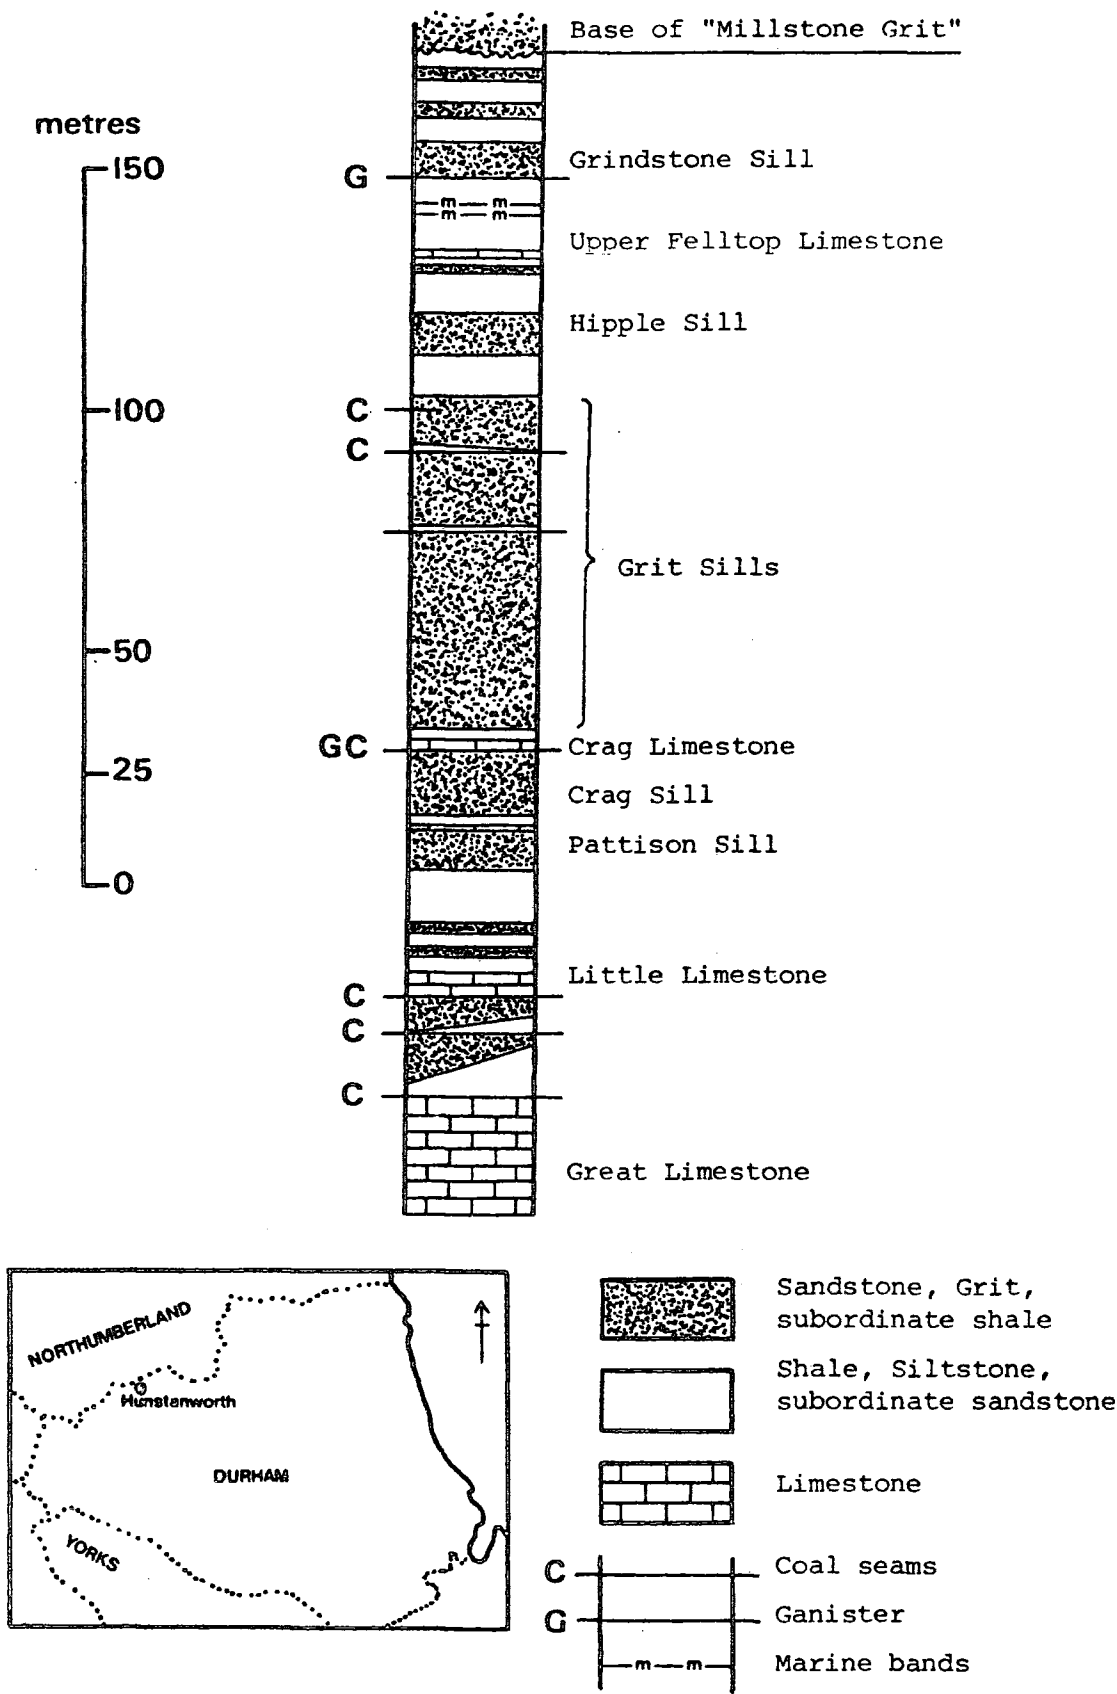 Base of "Millstone Grit"
metres
150
Grindstone Sill
G
m m
m m
Upper Felltop Limestone
Hipple Sill
C
100
C
Grit Sills
50
GC
Crag Limestone
25
Crag Sill
Pattison Sill
0
Little Limestone
C
C
C
Great Limestone
NORTHUMBERLAND
Hunstanworth
DURHAM
YORKS
Sandstone, Grit,
subordinate shale
Shale, Siltstone,
subordinate sandstone
Limestone
C
Coal seams
G
Ganister
m m
Marine bands